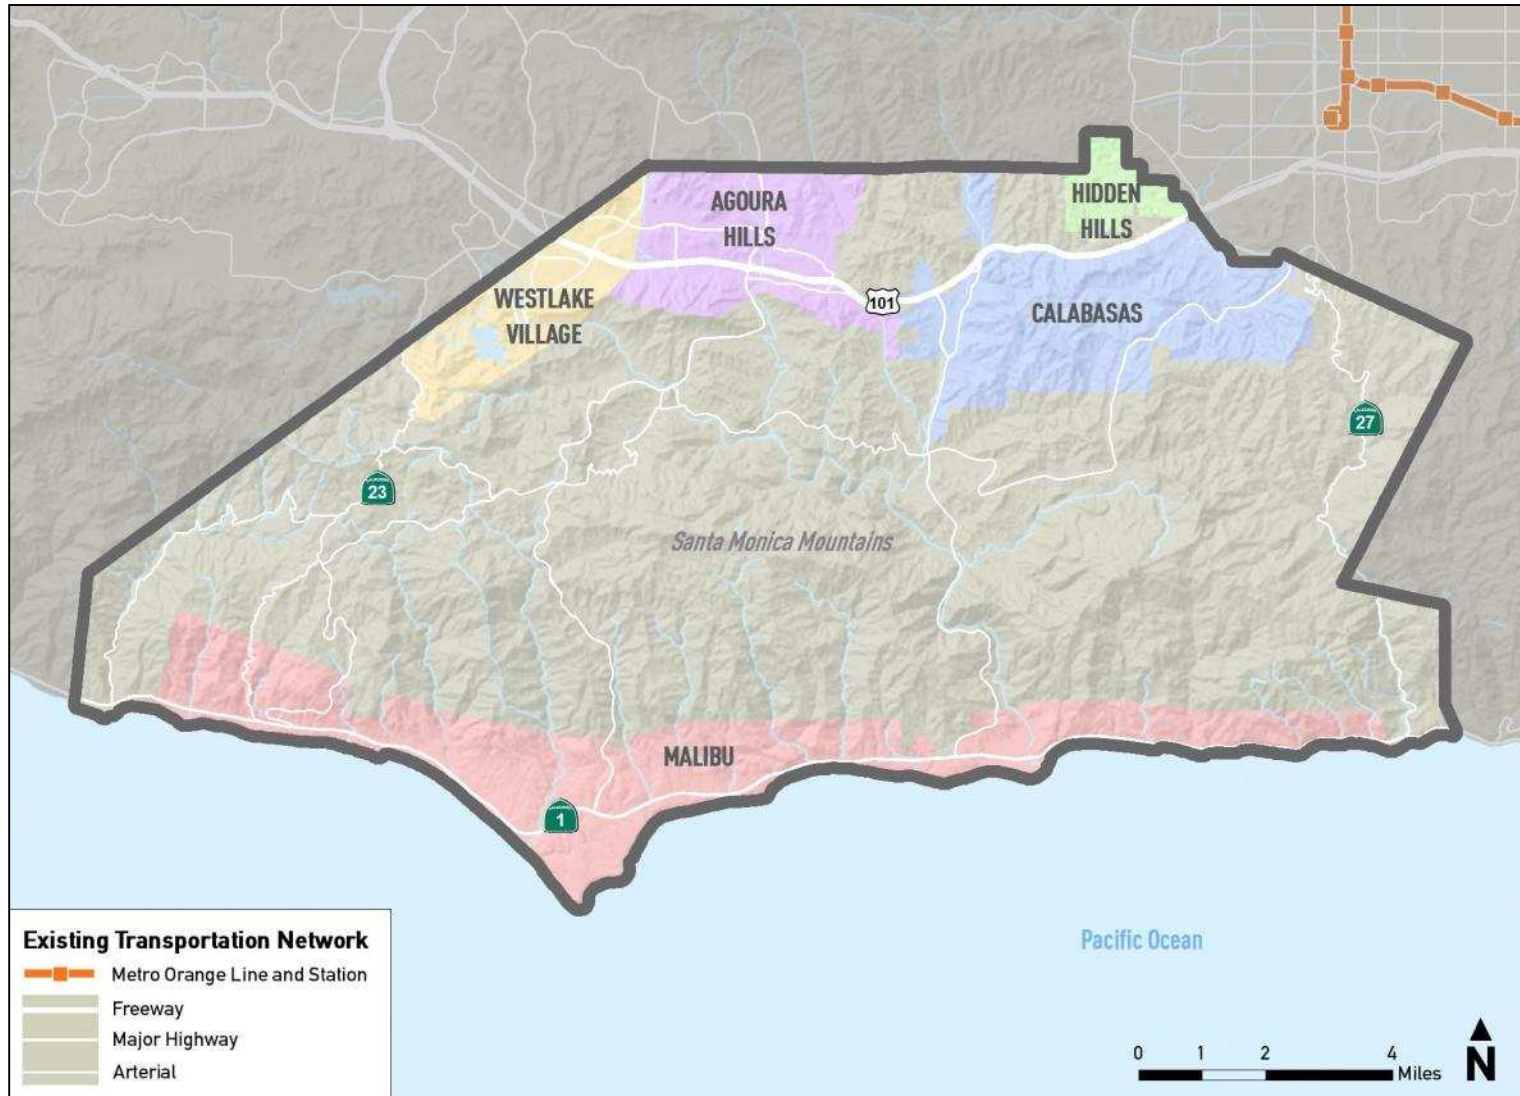 AGOURA
HILLS
HIDDEN
HILLS
WESTLAKE
VILLAGE
101
CALABASAS
27
23
Santa Monica Mountains
MALIBU
1
Pacific Ocean
Existing Transportation Network
Metro Orange Line and Station
Freeway
Major Highway
Arterial
0 1 2 4
Miles
N